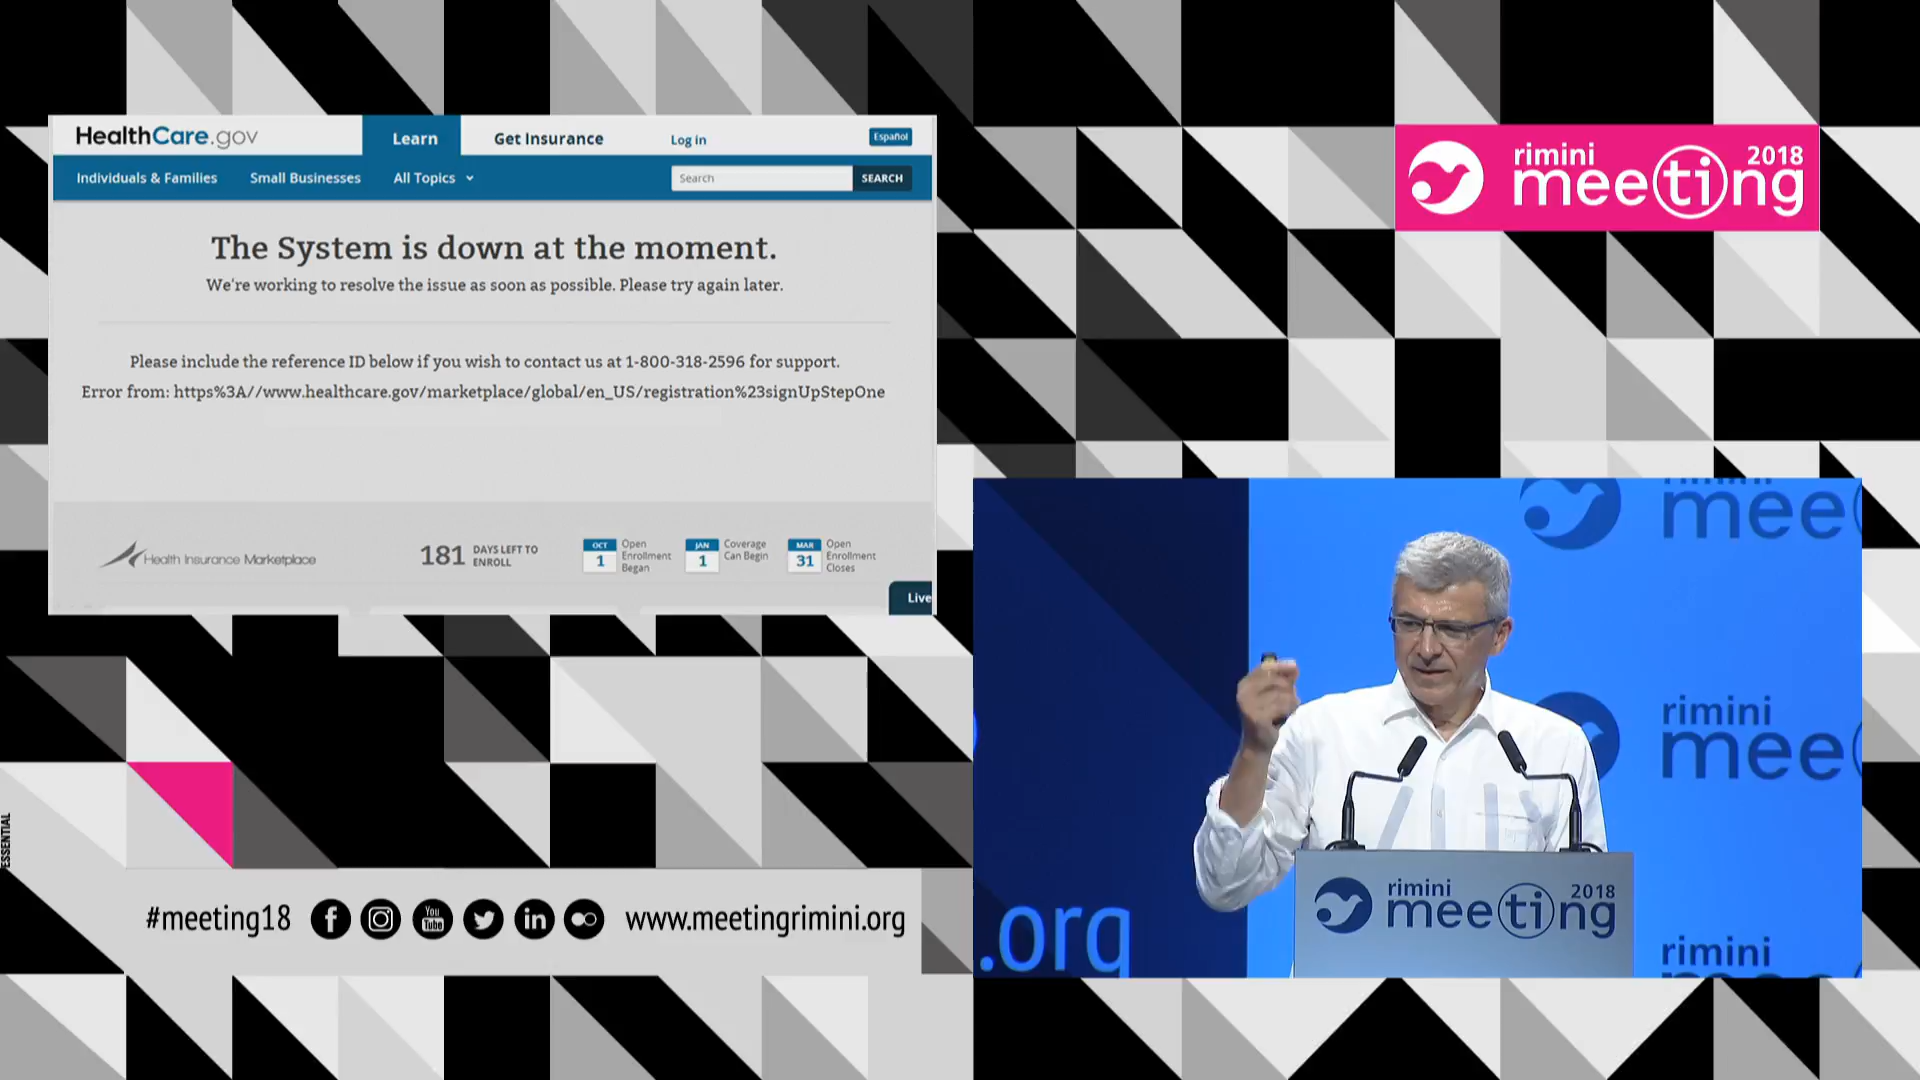 HealthCare.gov
Learn
Get Insurance
Log in
Español
Individuals & Families
Small Businesses
All Topics
Search
SEARCH
The System is down at the moment.
We're working to resolve the issue as soon as possible. Please try again later.
Please include the reference ID below if you wish to contact us at 1-800-318-2596 for support.
Error from: https%3A//www.healthcare.gov/marketplace/global/en_US/registration%23signUpStepOne
Health Insurance Marketplace
181 DAYS LEFT TO
ENROLL
OCT
1
Open
Enrollment
Began
JAN
1
Coverage
Can Begin
MAR
31
Open
Enrollment
Closes
Live
rimini 2018
meeting
mee
rimini
mee
rimini
.org
rimini 2018
meeting
ESSENTIAL
#meeting18
You
Tube
www.meetingrimini.org